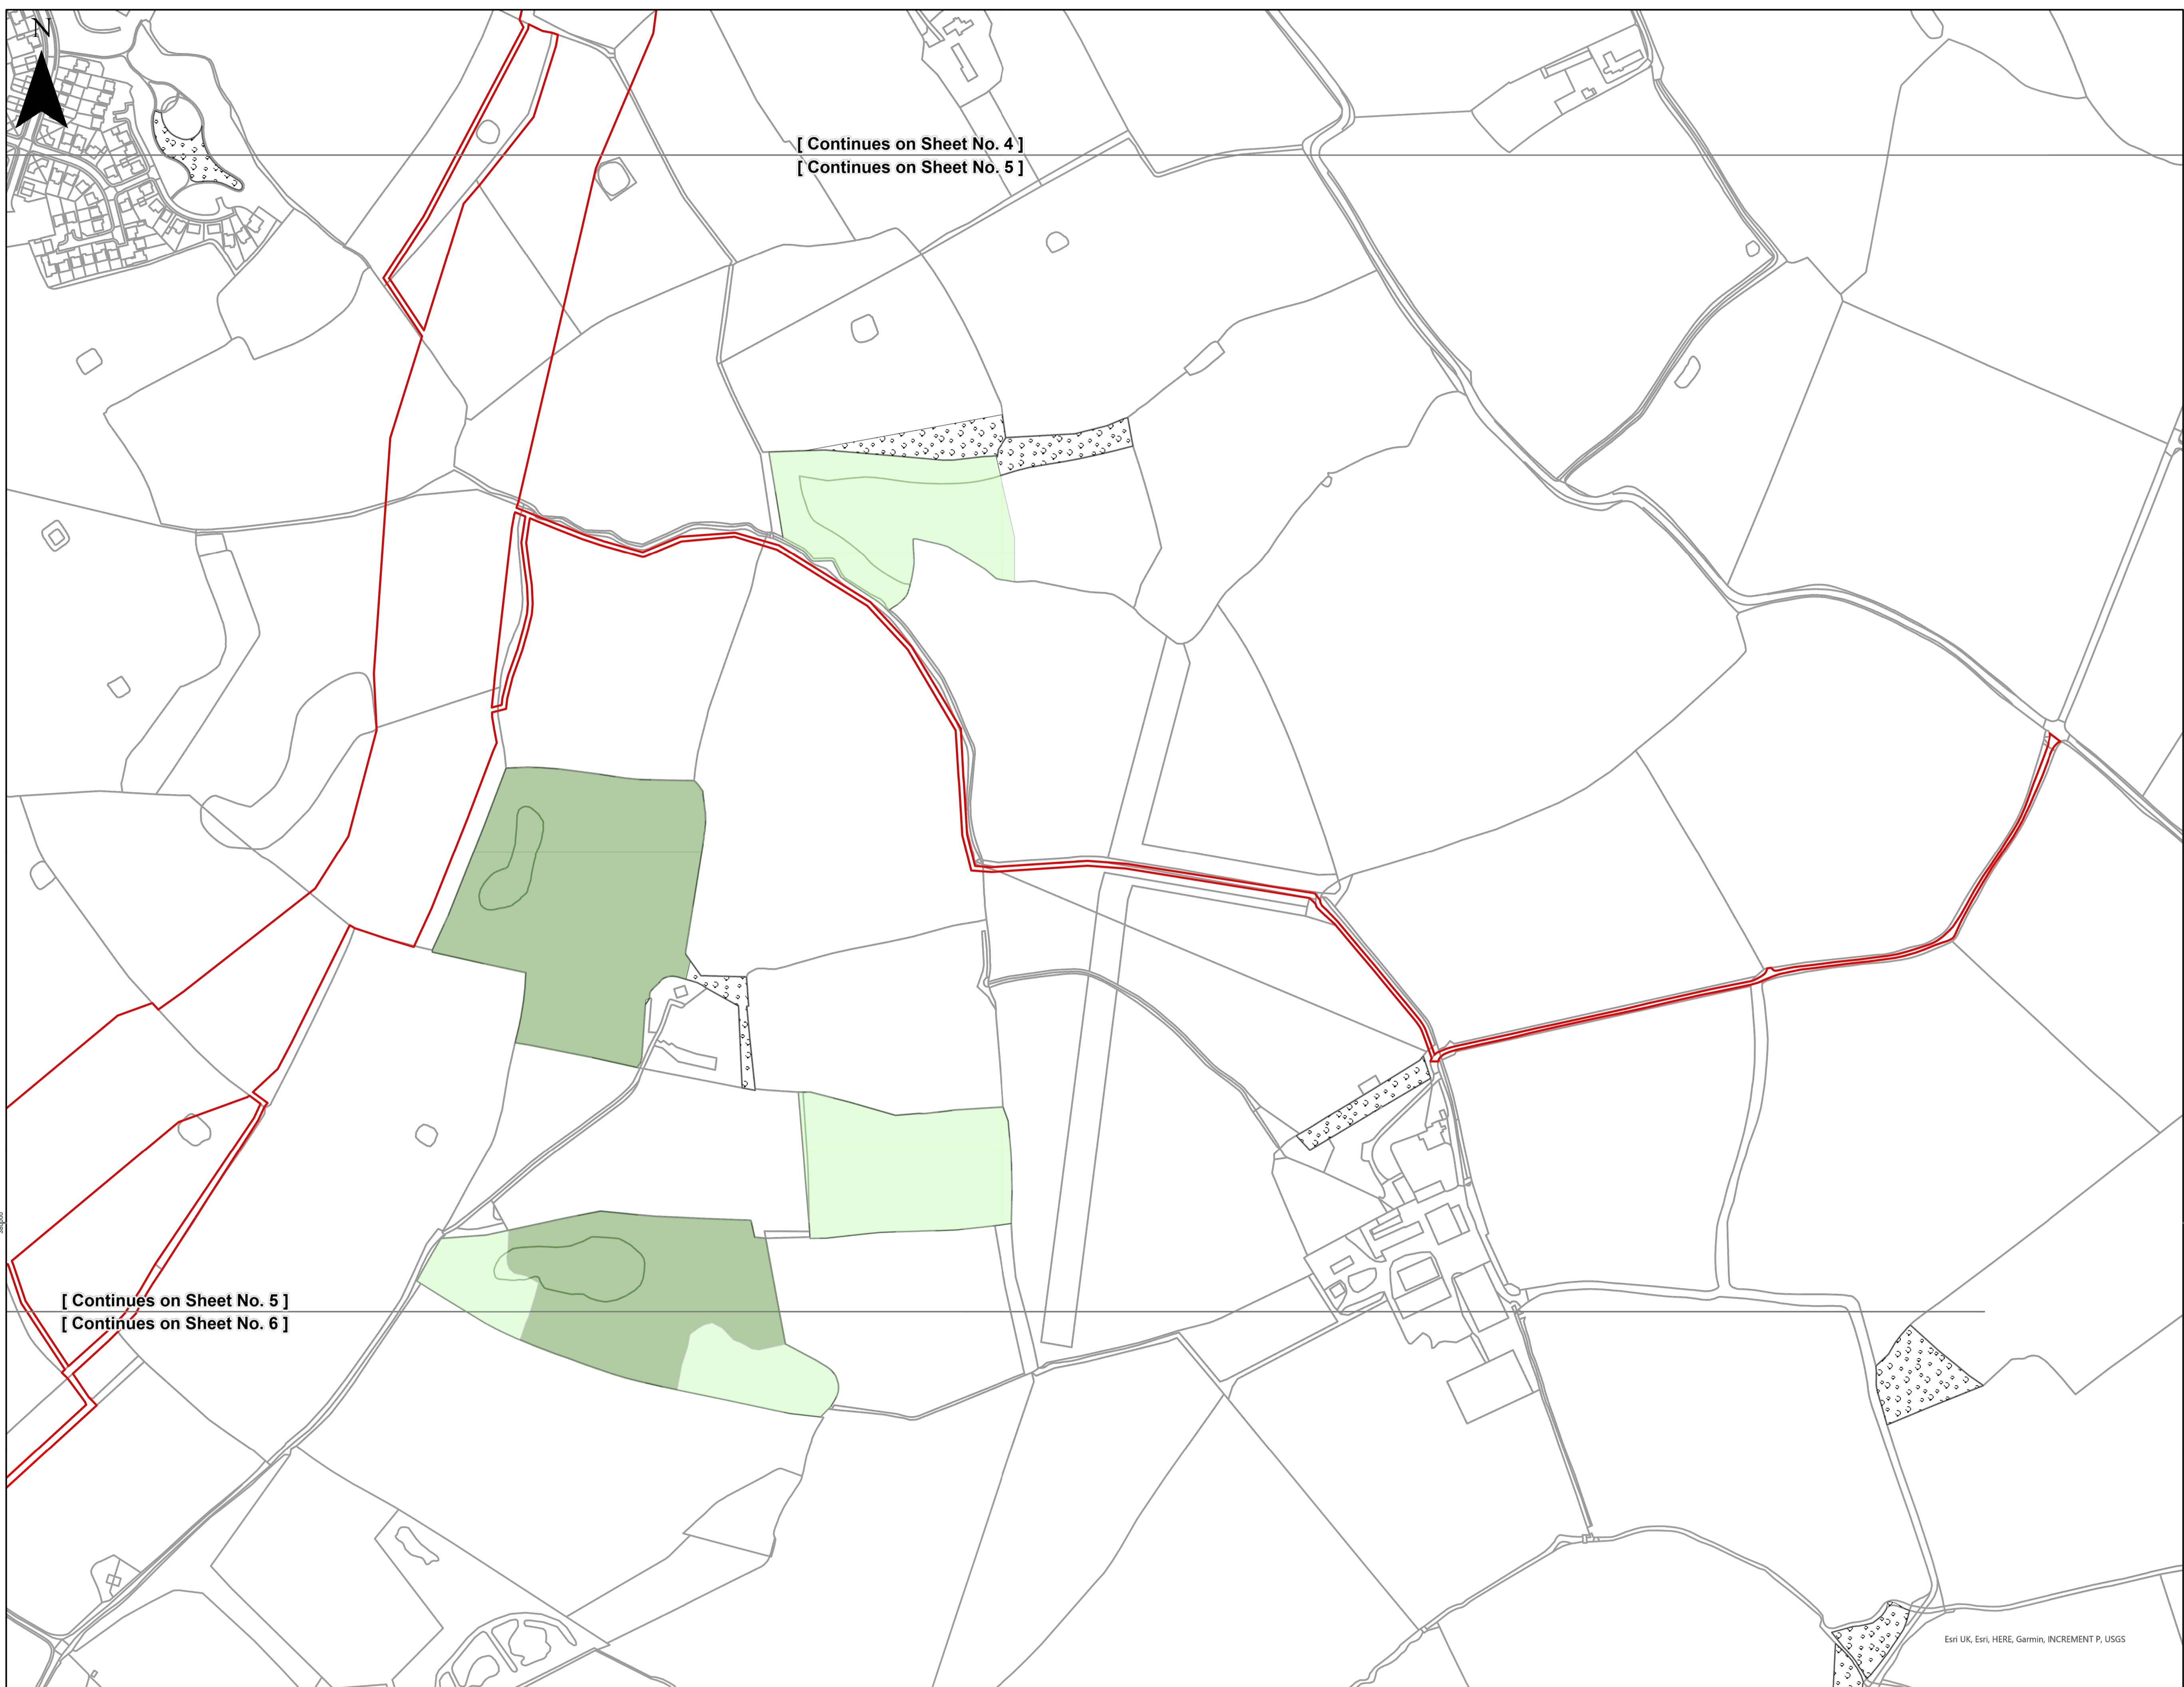 N
[ Continues on Sheet No. 4 ]
[ Continues on Sheet No. 5 ]
[ Continues on Sheet No. 5 ]
[ Continues on Sheet No. 6 ]
Esri UK, Esri, HERE, Garmin, INCREMENT P, USGS